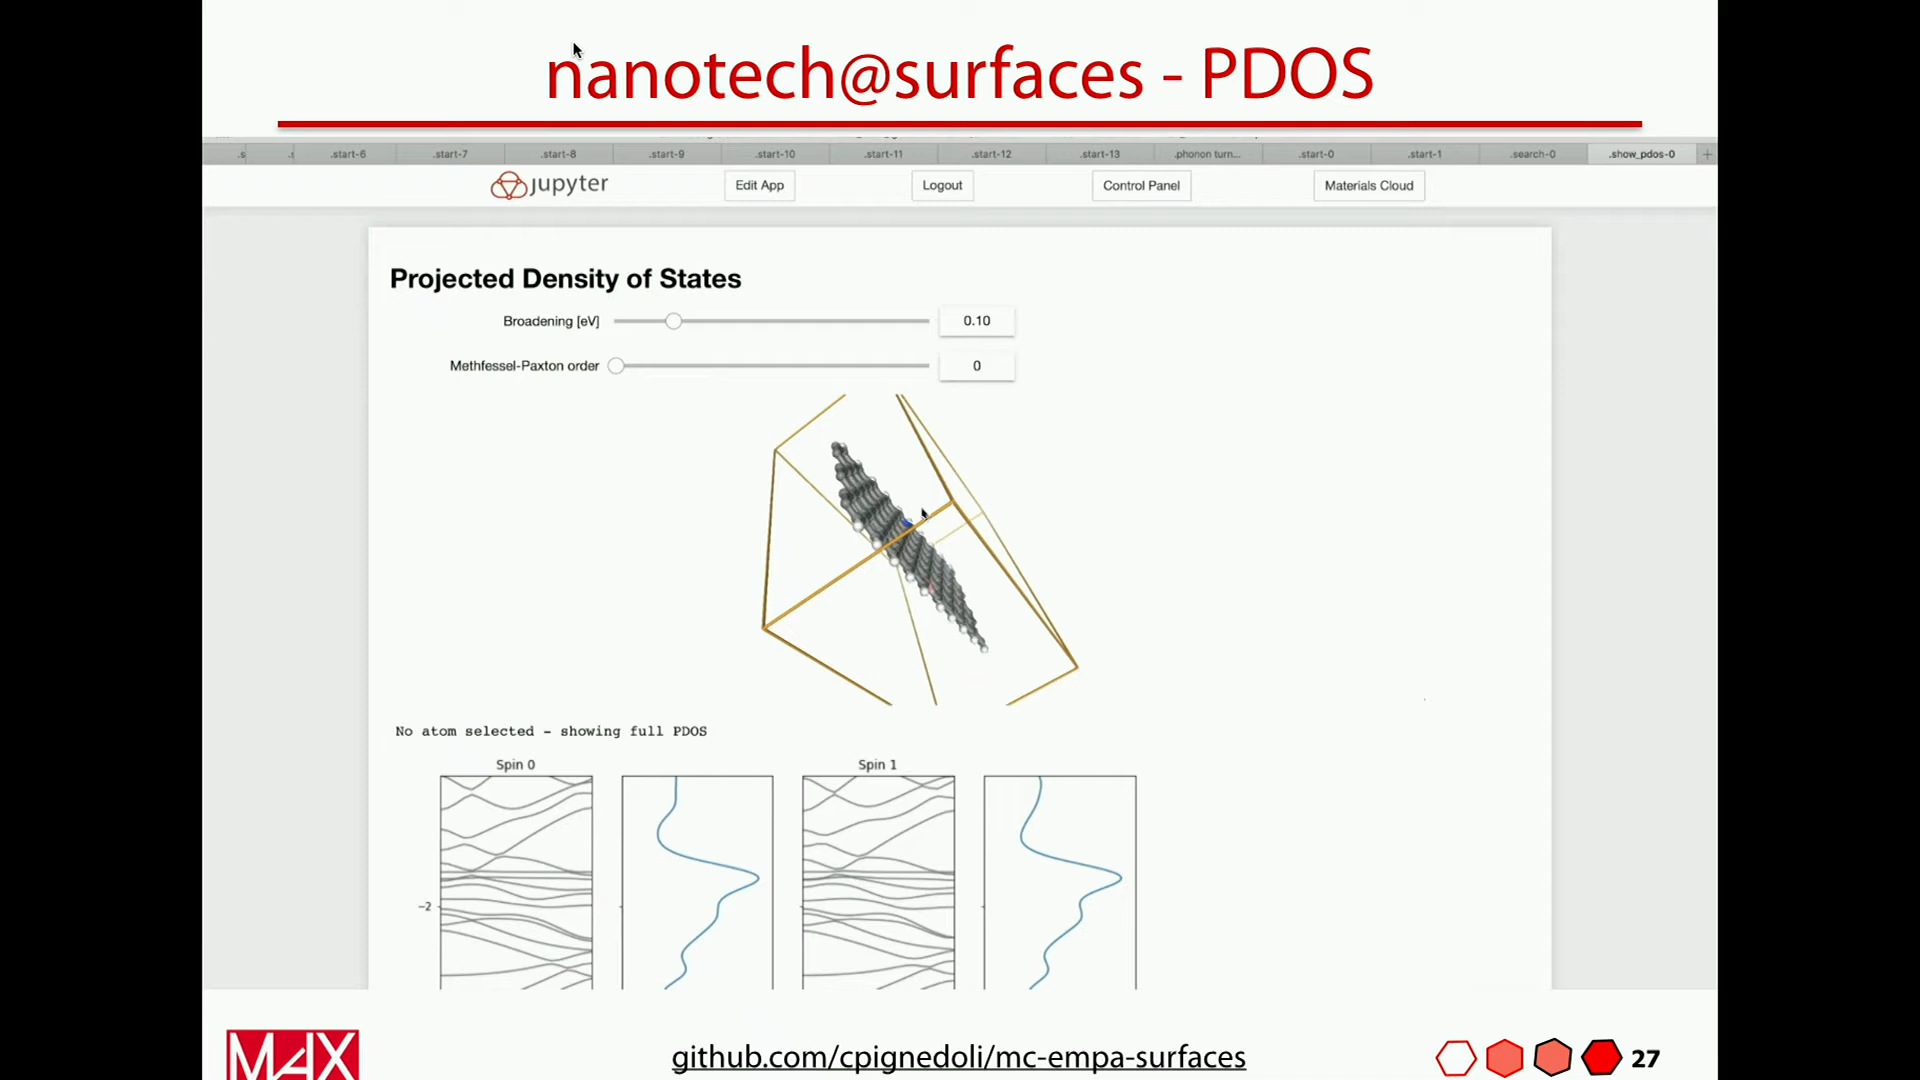 nanotech@surfaces - PDOS
.s .start-6 .start-7 .start-8 .start-9 .start-10 .start-11 .start-12 .start-13 .phonon turn... .start-0 .start-1 .search-0 .show_pdos-0 +
jupyter Edit App Logout Control Panel Materials Cloud
Projected Density of States
Broadening [eV] 0.10
Methfessel-Paxton order 0
No atom selected - showing full PDOS
Spin 0 Spin 1
-2
MAX github.com/cpignedoli/mc-empa-surfaces 27